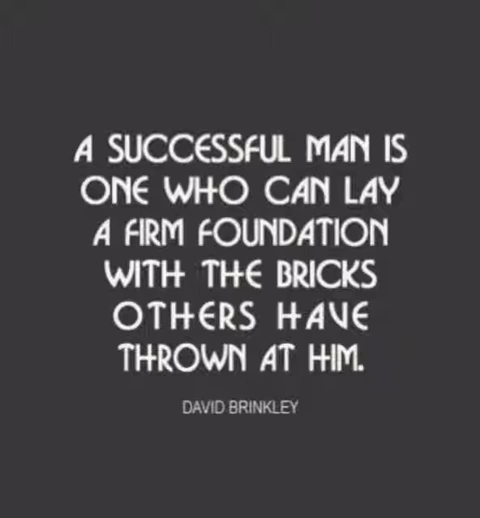 A SUCCESSFUL MAN IS
ONE WHO CAN LAY
A FIRM FOUNDATION
WITH THE BRICKS
OTHERS HAVE
THROWN AT HIM.
DAVID BRINKLEY